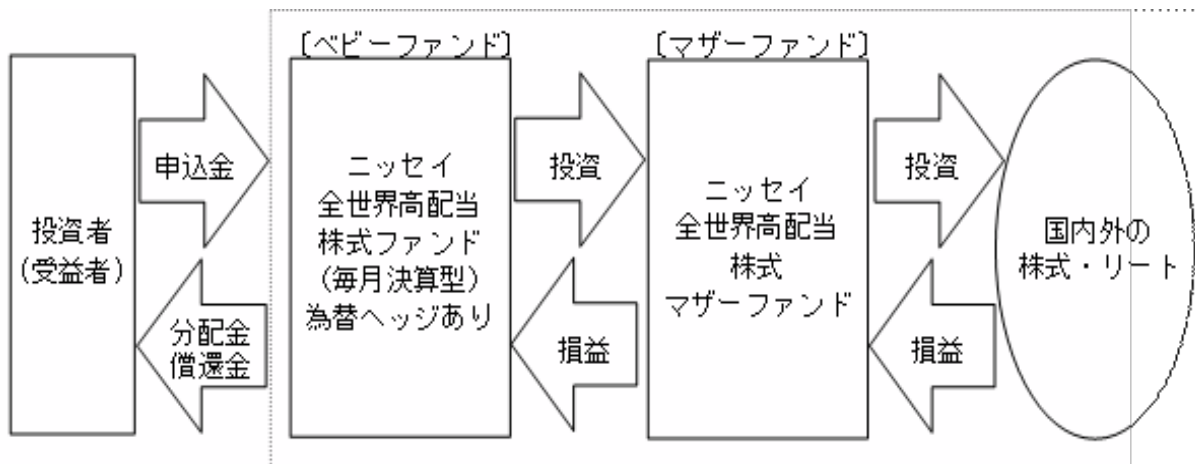 〔ベビーファンド〕
〔マザーファンド〕
投資者
(受益者)
申込金
分配金
償還金
ニッセイ
全世界高配当
株式ファンド
(毎月決算型)
為替ヘッジあり
投資
損益
ニッセイ
全世界高配当
株式
マザーファンド
投資
損益
国内外の
株式・リート